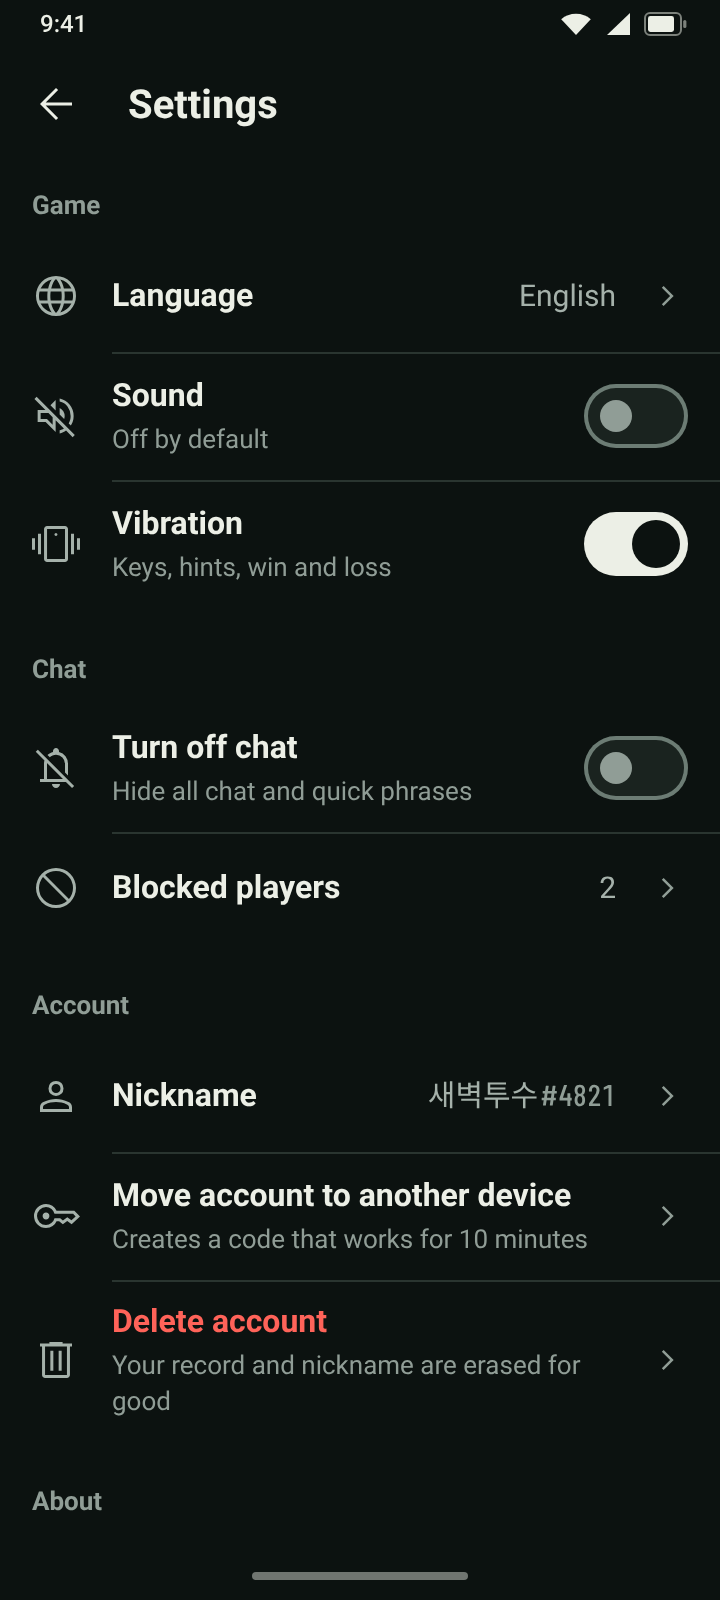 9:41
Settings
Game
Language
English
Sound
Off by default
Vibration
Keys, hints, win and loss
Chat
Turn off chat
Hide all chat and quick phrases
Blocked players
2
Account
Nickname
새벽투수#4821
Move account to another device
Creates a code that works for 10 minutes
Delete account
Your record and nickname are erased for
good
About